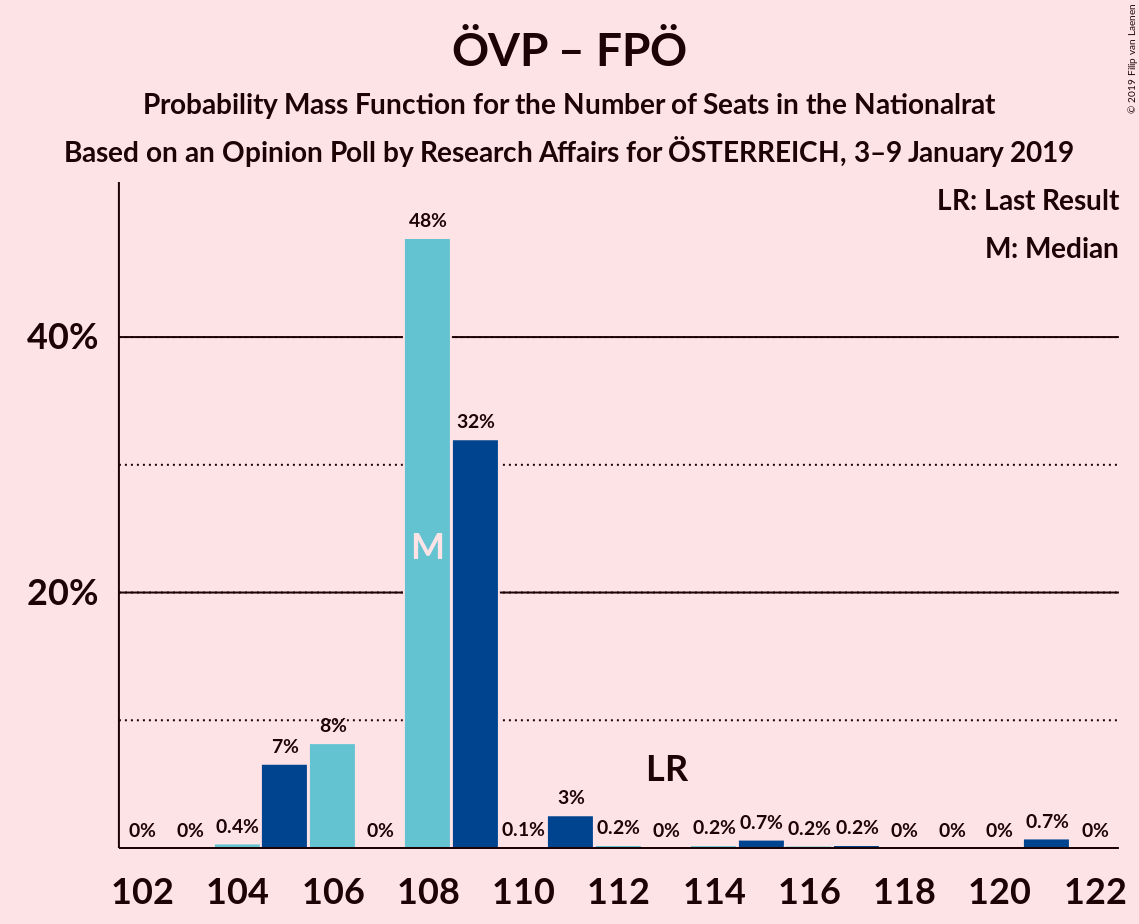 ÖVP – FPÖ
Probability Mass Function for the Number of Seats in the Nationalrat
Based on an Opinion Poll by Research Affairs for ÖSTERREICH, 3–9 January 2019
© 2019 Filip van Laenen
LR: Last Result
M: Median
40%
20%
0%
0%
0.4%
7%
8%
0%
48%
32%
0.1%
3%
0.2%
0%
0.2%
0.7%
0.2%
0.2%
0%
0%
0%
0.7%
0%
M
LR
102 104 106 108 110 112 114 116 118 120 122